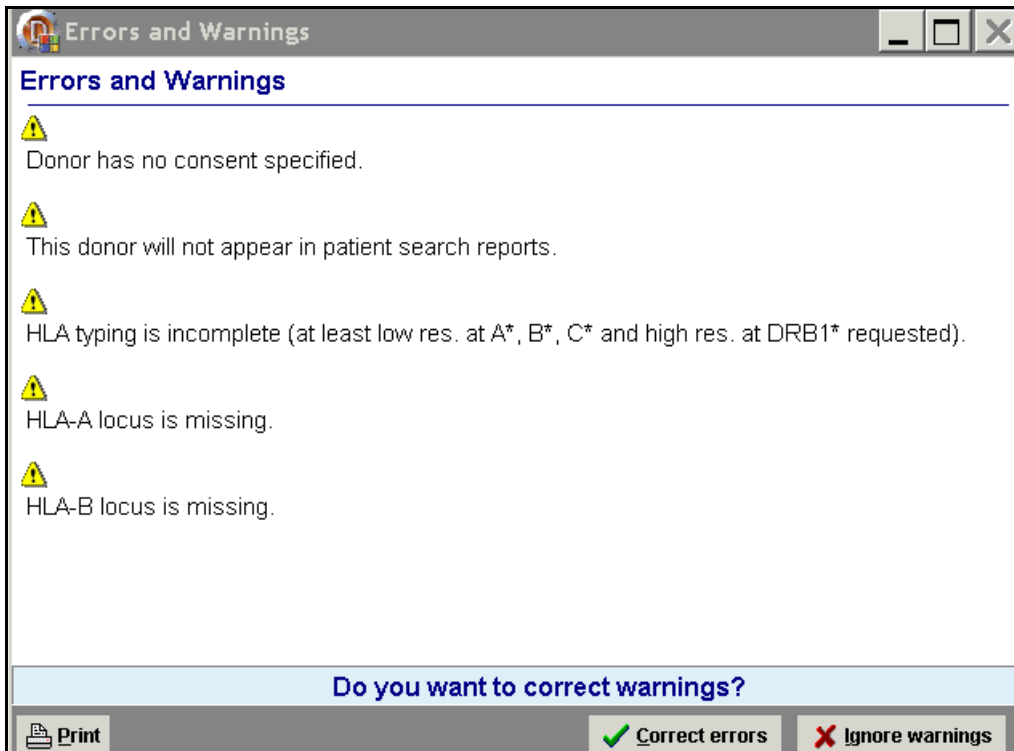 Errors and Warnings
Errors and Warnings
Donor has no consent specified.
This donor will not appear in patient search reports.
HLA typing is incomplete (at least low res. at A*, B*, C* and high res. at DRB1* requested).
HLA-A locus is missing.
HLA-B locus is missing.
Do you want to correct warnings?
Print Correct errors Ignore warnings